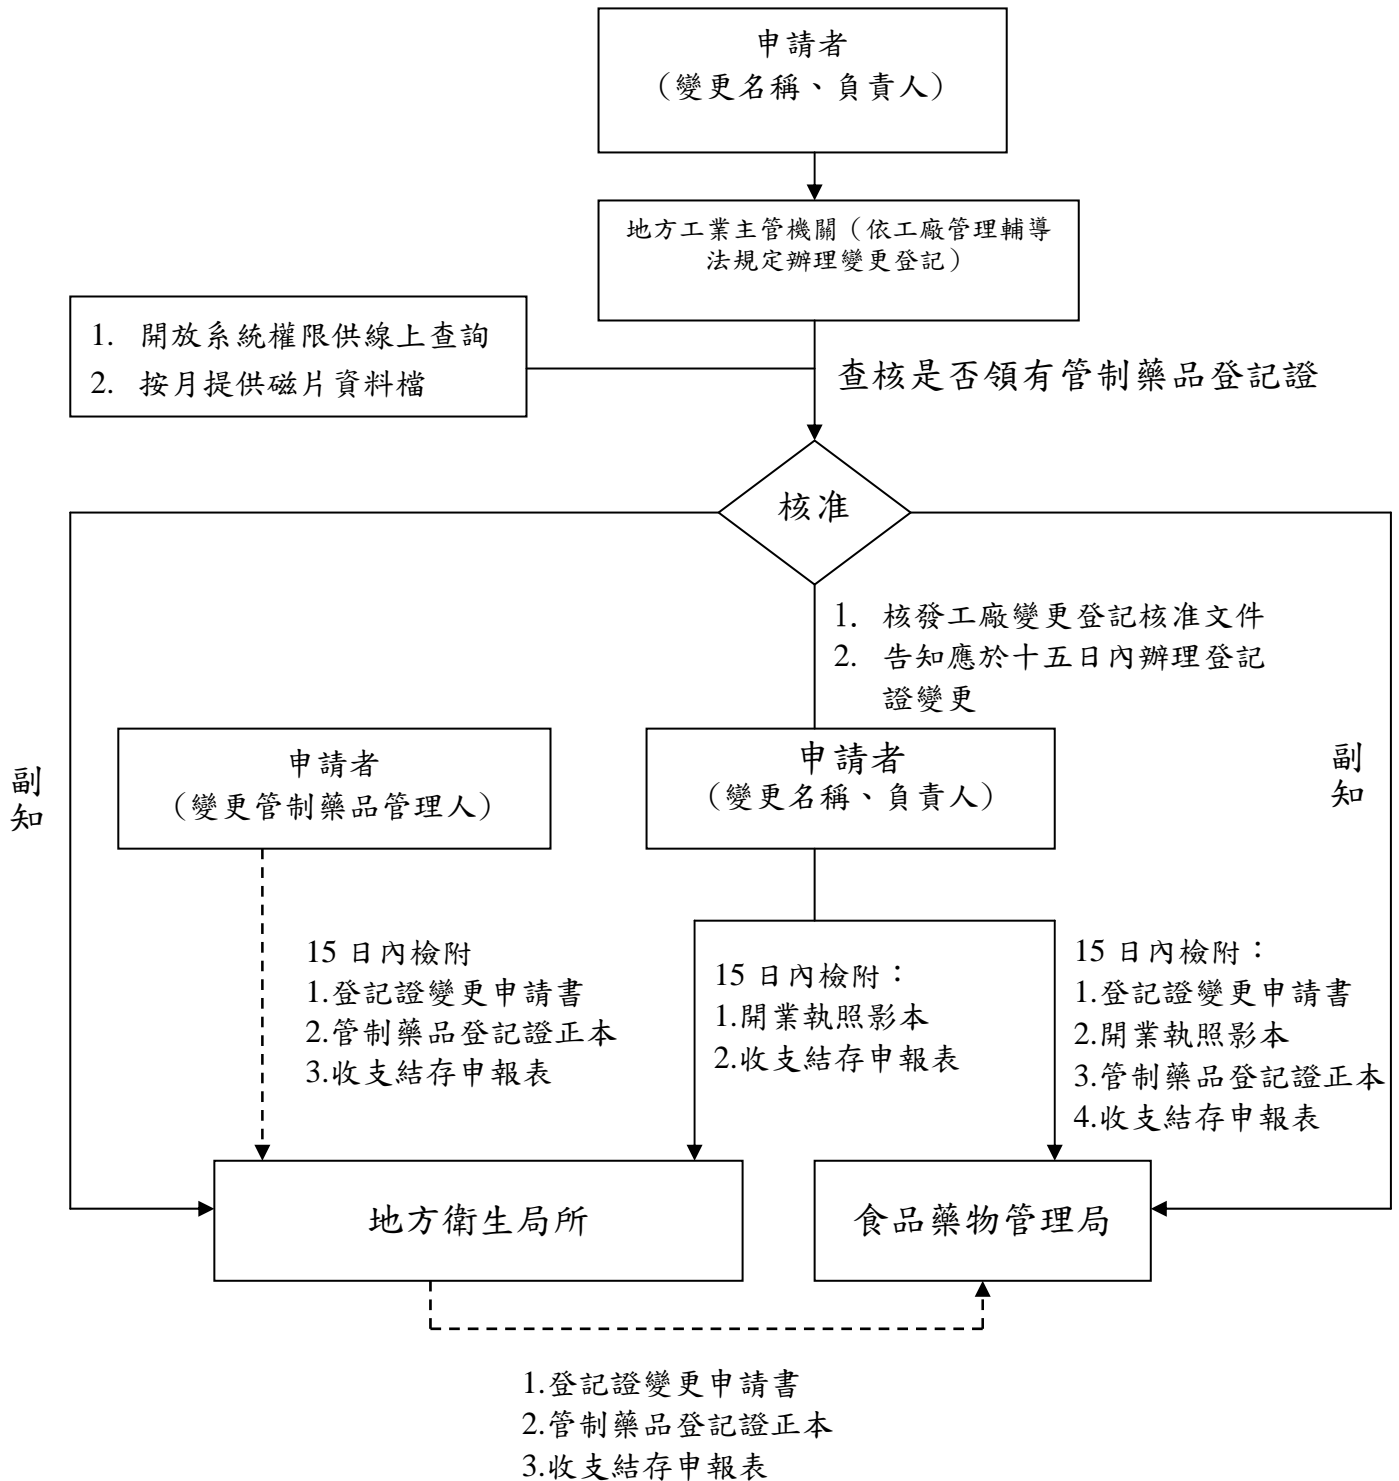 申請者
（變更名稱、負責人）
地方工業主管機關（依工廠管理輔導
法規定辦理變更登記）
1. 開放系統權限供線上查詢
2. 按月提供磁片資料檔
查核是否領有管制藥品登記證
核准
1. 核發工廠變更登記核准文件
2. 告知應於十五日內辦理登記
證變更
副
知
申請者
（變更管制藥品管理人）
申請者
（變更名稱、負責人）
副
知
15 日內檢附
1.登記證變更申請書
2.管制藥品登記證正本
3.收支結存申報表
15 日內檢附：
1.開業執照影本
2.收支結存申報表
15 日內檢附：
1.登記證變更申請書
2.開業執照影本
3.管制藥品登記證正本
4.收支結存申報表
地方衛生局所
食品藥物管理局
1.登記證變更申請書
2.管制藥品登記證正本
3.收支結存申報表